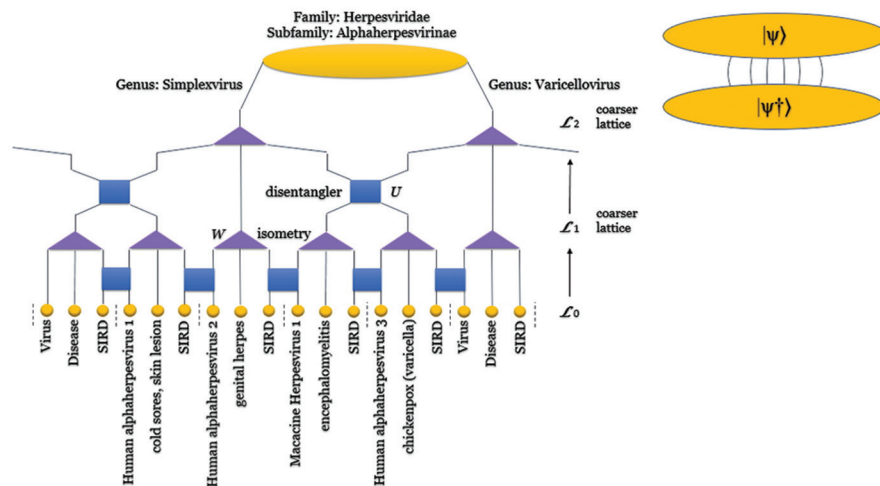 Family: Herpesviridae
Subfamily: Alphaherpesvirinae
Genus: Simplexvirus
Genus: Varicellovirus
|ψ⟩
|ψ†⟩
ℒ2 coarser
lattice
disentangler
U
W
isometry
ℒ1 coarser
lattice
ℒ0
Virus
Disease
SIRD
Human alphaherpesvirus 1
cold sores, skin lesion
SIRD
Human alphaherpesvirus 2
genital herpes
SIRD
Macacine Herpesvirus 1
encephalomyelitis
SIRD
Human alphaherpesvirus 3
chickenpox (varicella)
SIRD
Virus
Disease
SIRD